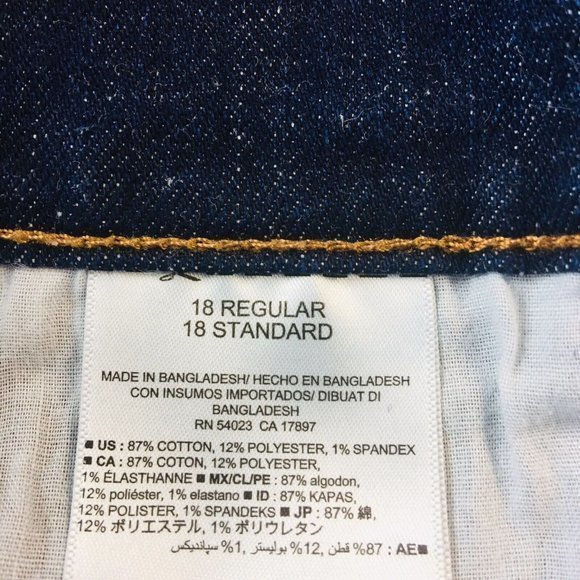 18 REGULAR
18 STANDARD
MADE IN BANGLADESH/ HECHO EN BANGLADESH
CON INSUMOS IMPORTADOS/ DIBUAT DI
BANGLADESH
RN 54023 CA 17897
■ US : 87% COTTON, 12% POLYESTER, 1% SPANDEX
■ CA : 87% COTON, 12% POLYESTER,
1% ÉLASTHANNE ■ MX/CL/PE : 87% algodon,
12% poliéster, 1% elastano ■ ID : 87% KAPAS,
12% POLISTER, 1% SPANDEKS ■ JP : 87% 綿,
12% ポリエステル, 1% ポリウレタン
■ AE : 87% قطن, 12% بوليستر, 1% سپانديكس